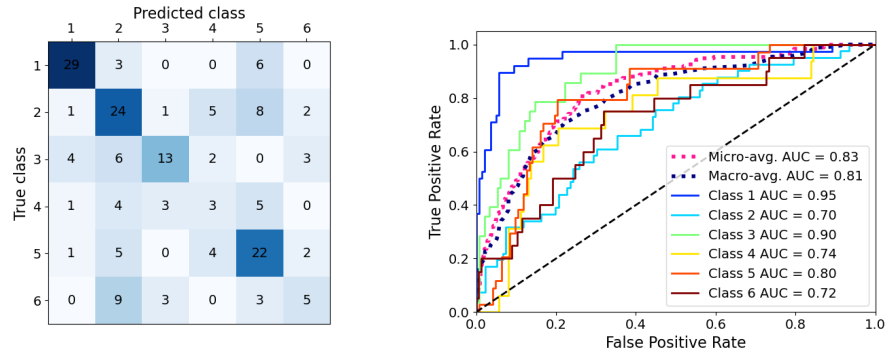 Predicted class
1 2 3 4 5 6
True class
1 29 3 0 0 6 0
2 1 24 1 5 8 2
3 4 6 13 2 0 3
4 1 4 3 3 5 0
5 1 5 0 4 22 2
6 0 9 3 0 3 5
True Positive Rate
1.0
0.8
0.6
0.4
0.2
0.0
Micro-avg. AUC = 0.83
Macro-avg. AUC = 0.81
Class 1 AUC = 0.95
Class 2 AUC = 0.70
Class 3 AUC = 0.90
Class 4 AUC = 0.74
Class 5 AUC = 0.80
Class 6 AUC = 0.72
0.0 0.2 0.4 0.6 0.8 1.0
False Positive Rate